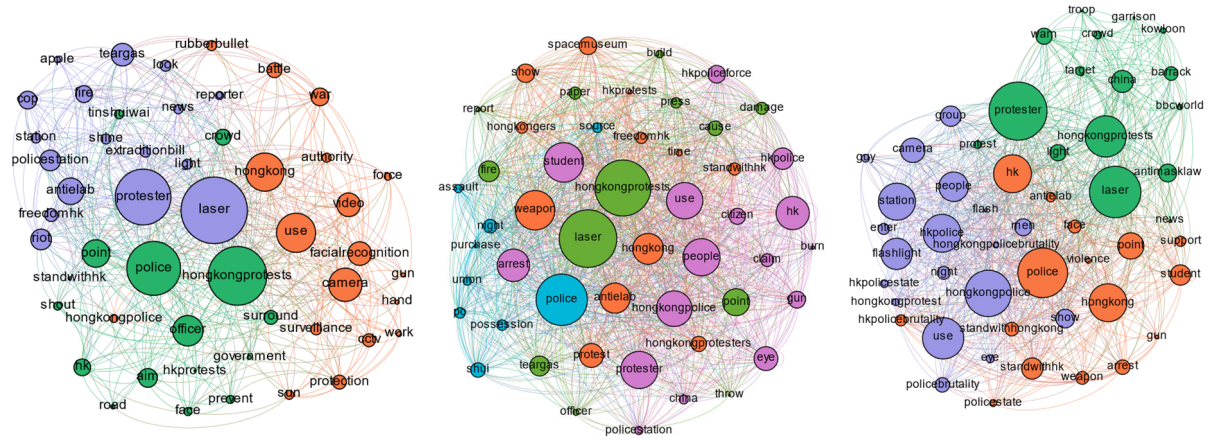 rubberbullet
teargas
apple
look
battle
cop
fire
news
reporter
war
tinshuiwai
station
shine
crowd
extraditionbill
policestation
light
authority
hongkong
force
antielab
protester
video
freedomhk
laser
riot
use
point
facialrecognition
police
hongkongprotests
gun
standwithhk
camera
shout
hand
hongkongpolice
surround
officer
surveillance
work
cctv
government
hk
hkprotests
aim
protection
prevent
sun
road
face
spacemuseum
build
show
hkpoliceforce
paper
hkprotests
report
press
damage
hongkongers
source
cause
freedomhk
time
student
hkpolice
fire
standwithhk
assault
hongkongprotests
weapon
use
night
citizen
hk
laser
purchase
hongkong
burn
arrest
people
claim
union
police
antielab
gun
po
hongkongpolice
point
possession
hongkongprotesters
protest
eye
shui
teargas
protester
china
throw
officer
policestation
troop
garrison
kowloon
warn
crowd
target
barrack
china
protester
bbcworld
group
hongkongprotests
camera
protest
guy
light
hk
antimasklaw
people
antielab
laser
station
flash
enter
hkpolice
men
face
news
hongkongpolicebrutality
flashlight
point
support
night
violence
hkpolicestate
police
student
hongkongprotest
hongkongpolice
hongkong
hkpolicebrutality
show
use
standwithhongkong
gun
eye
standwithhk
arrest
policebrutality
weapon
policestate